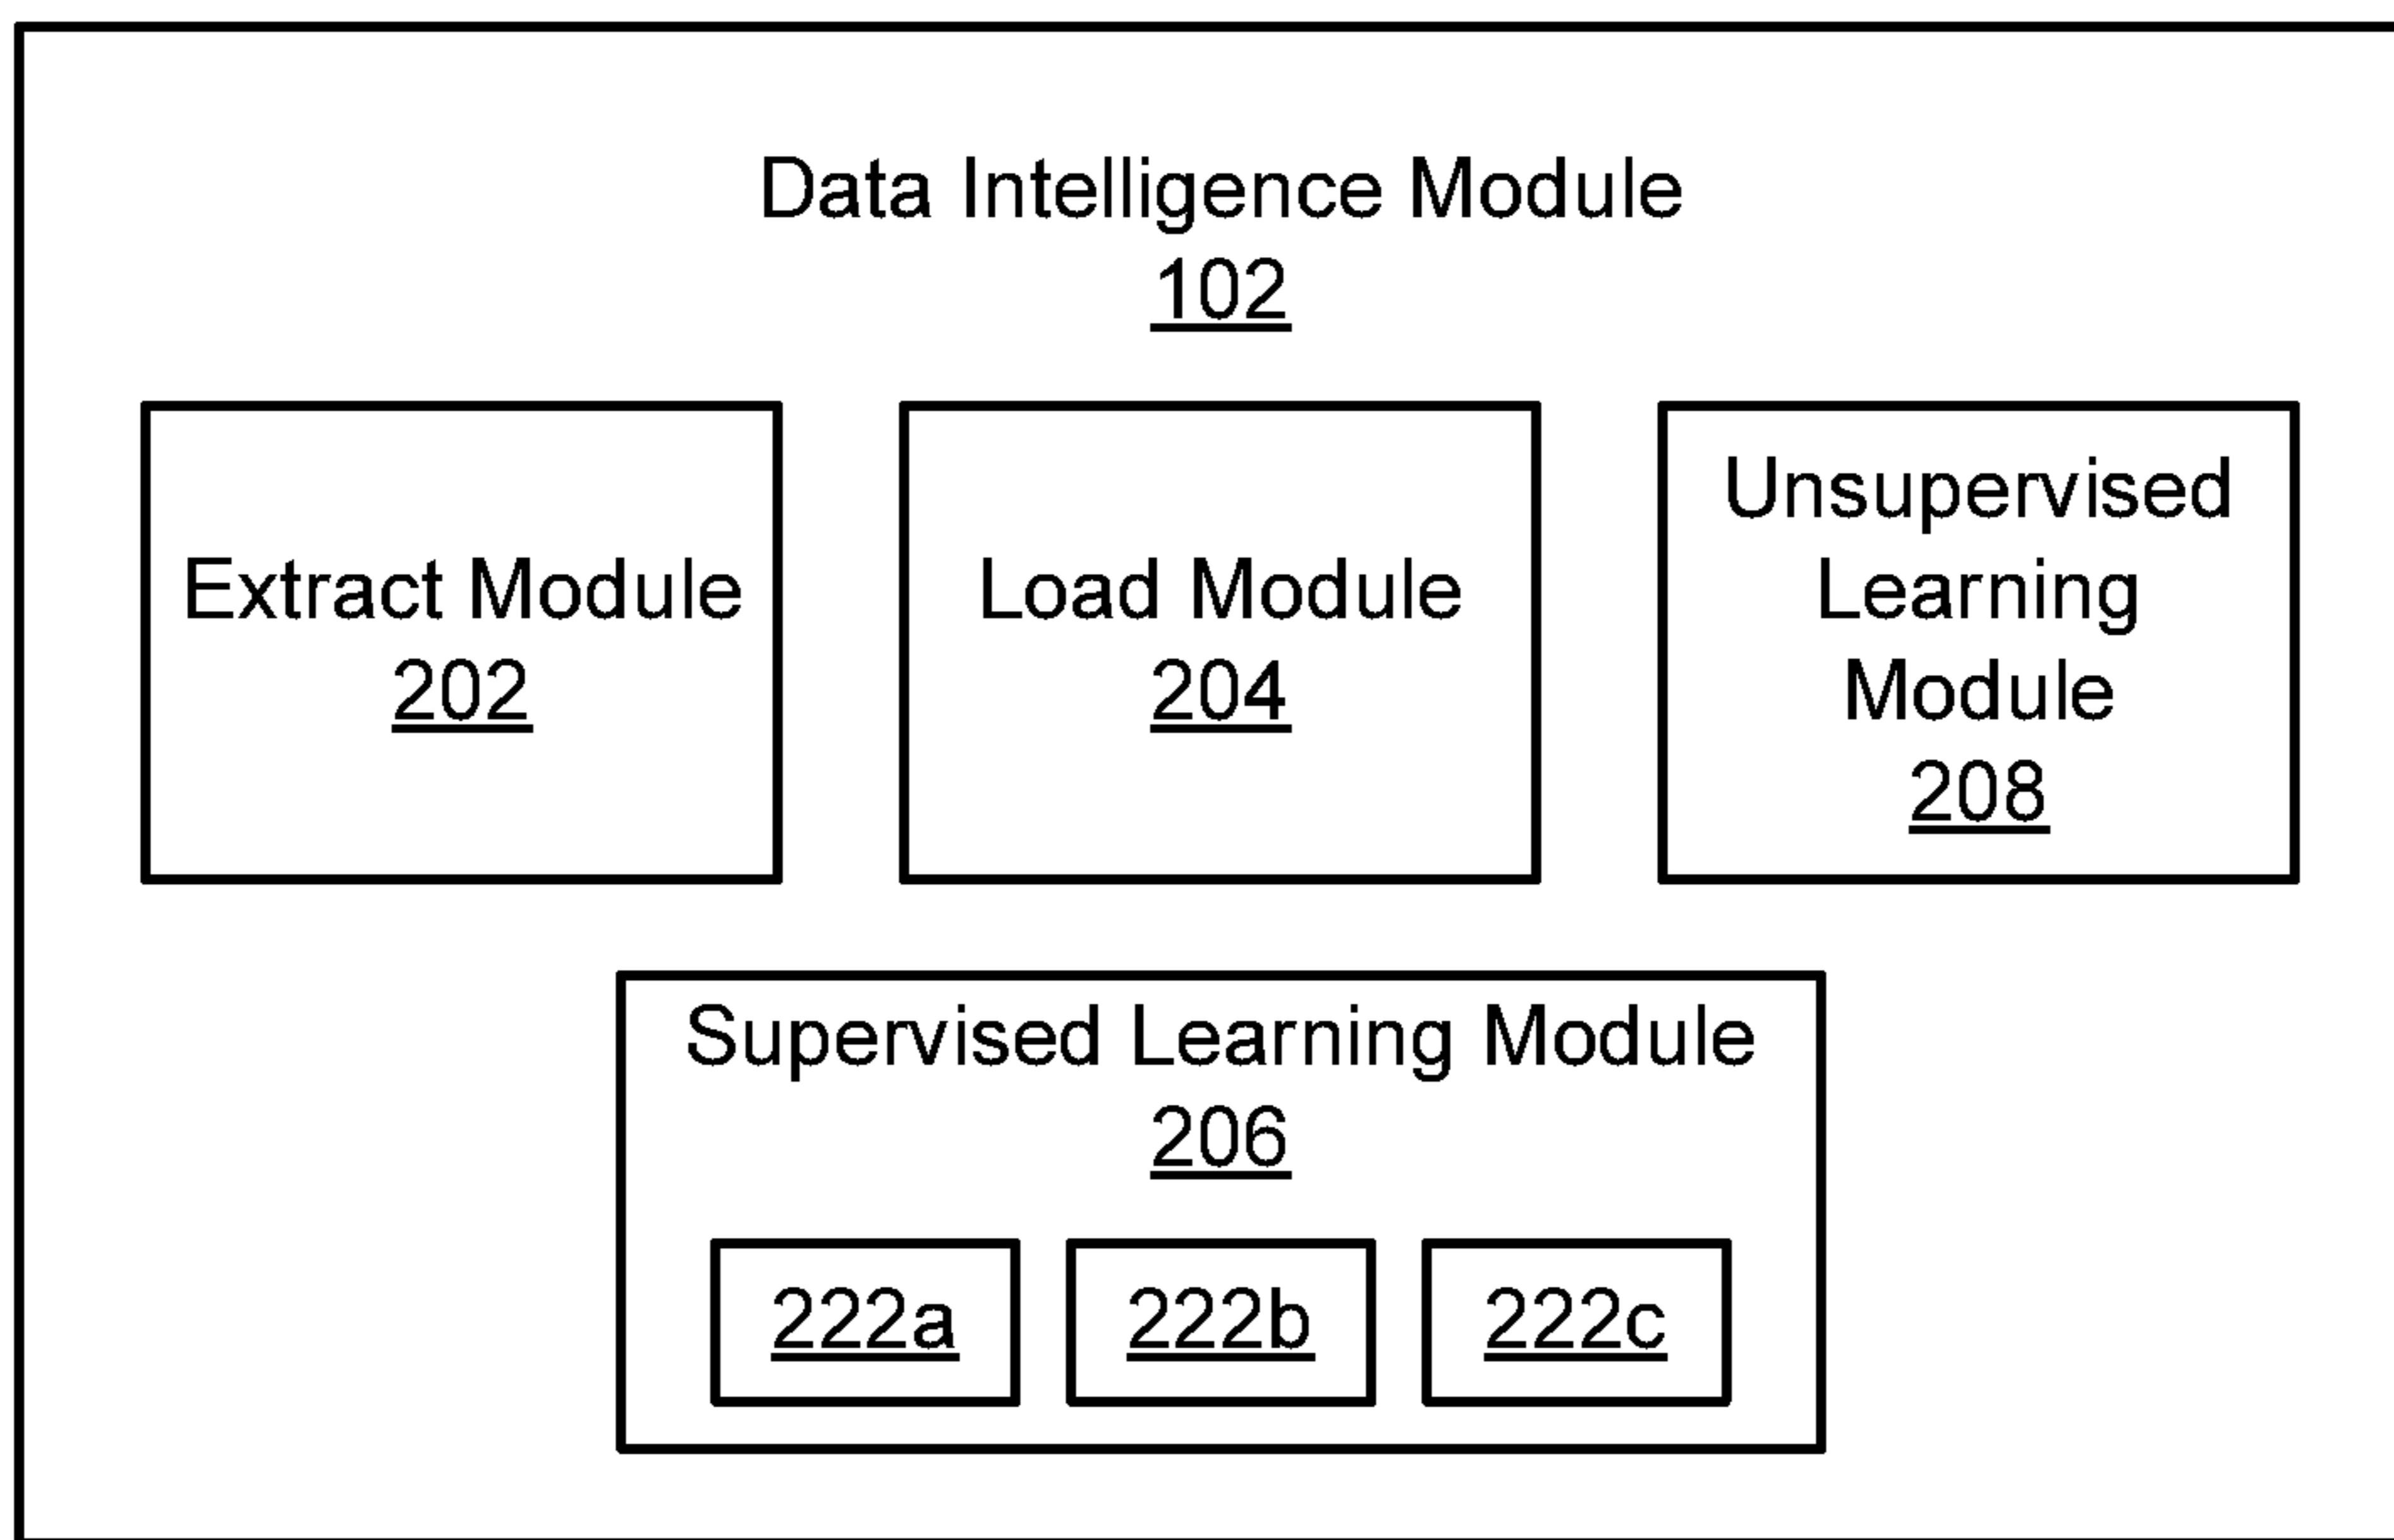 Data Intelligence Module
102
Extract Module
202
Load Module
204
Unsupervised
Learning
Module
208
Supervised Learning Module
206
222a
222b
222c